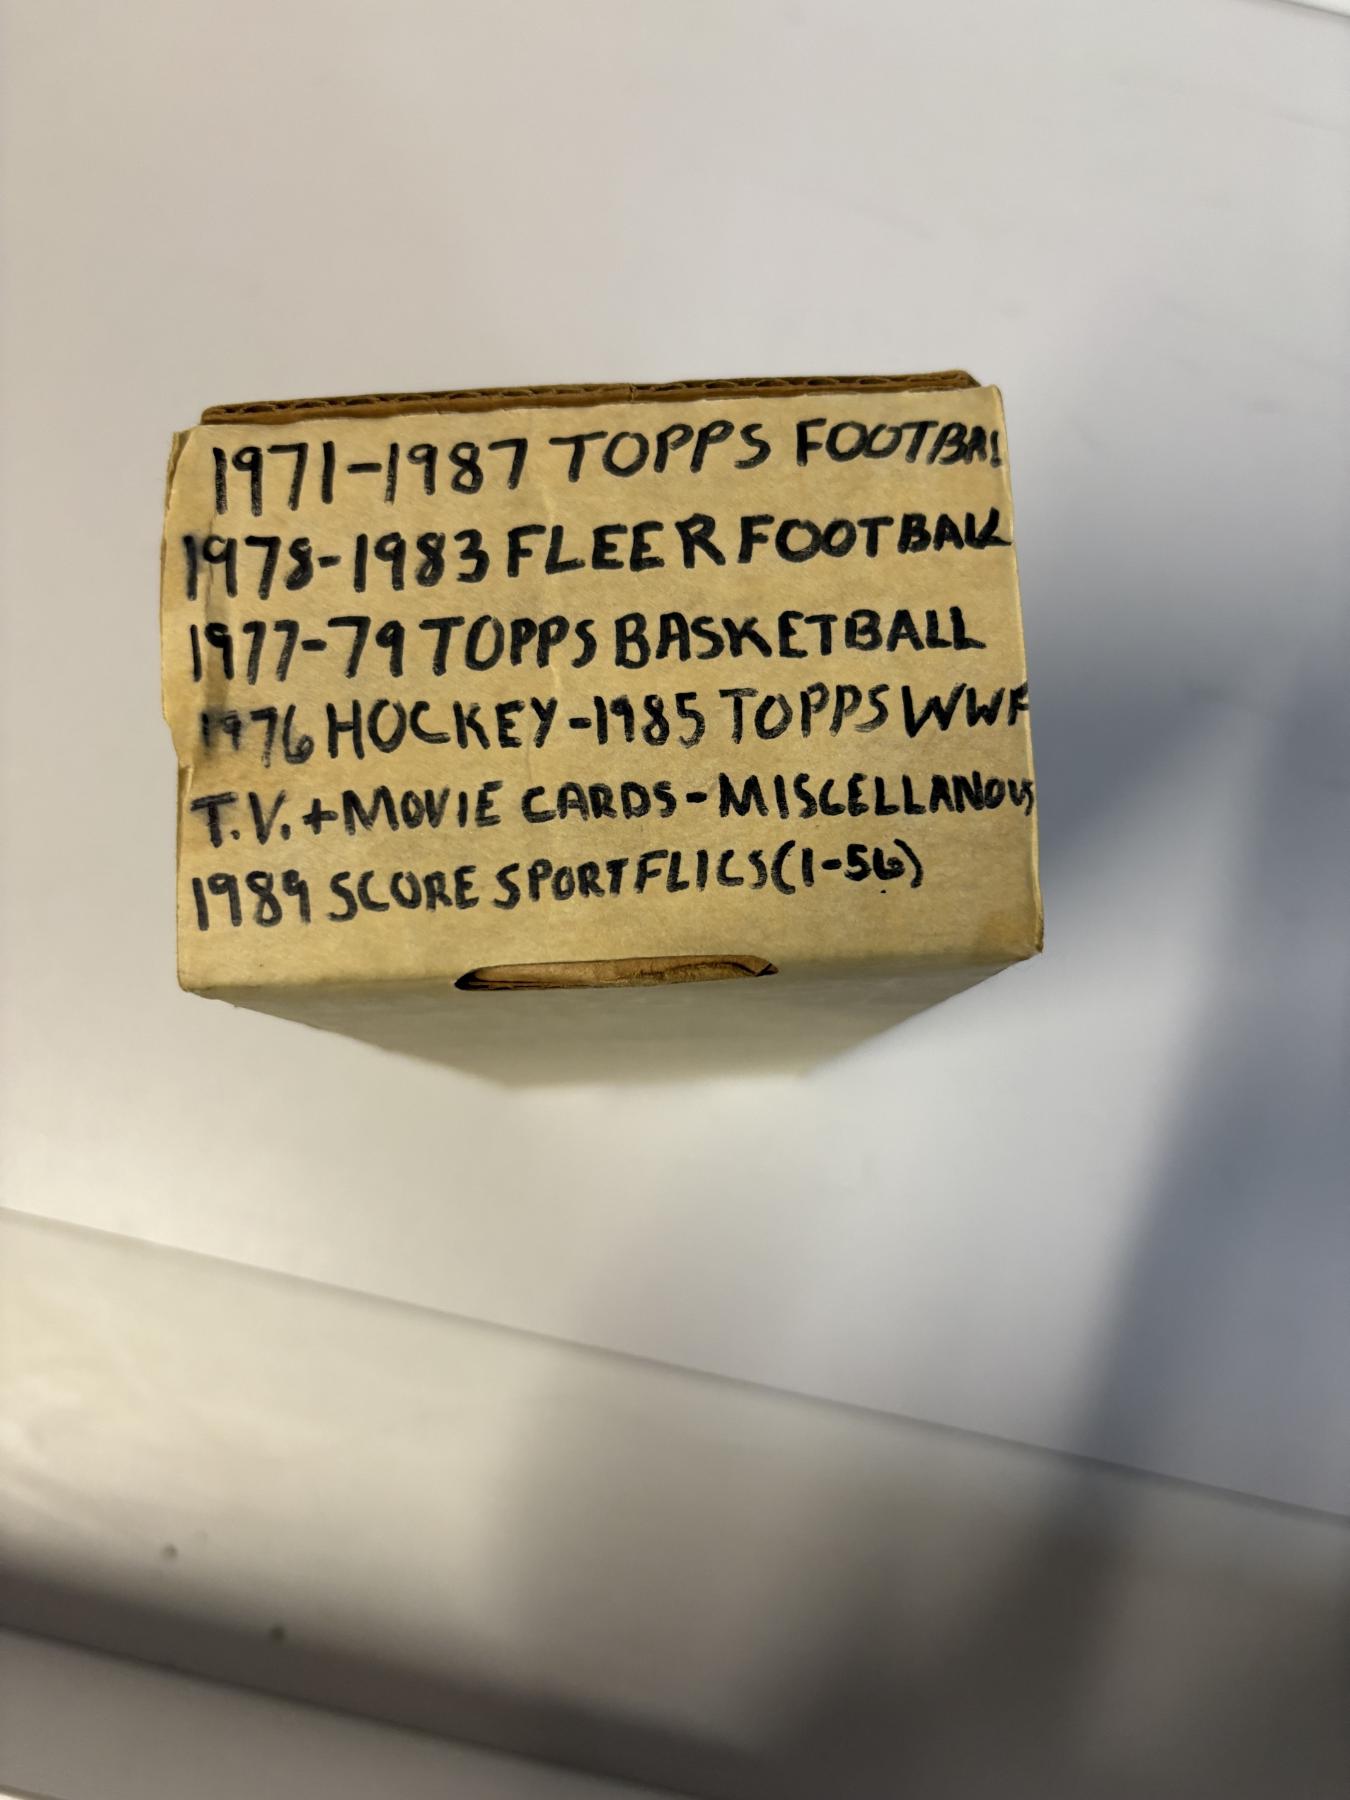 1971-1987 TOPPS FOOTBAL
1978-1983 FLEER FOOTBALL
1977-79 TOPPS BASKETBALL
1976 HOCKEY-1985 TOPPS WWF
T.V.+MOVIE CARDS-MISCELLANOUS
1989 SCORE SPORTFLICS(1-56)